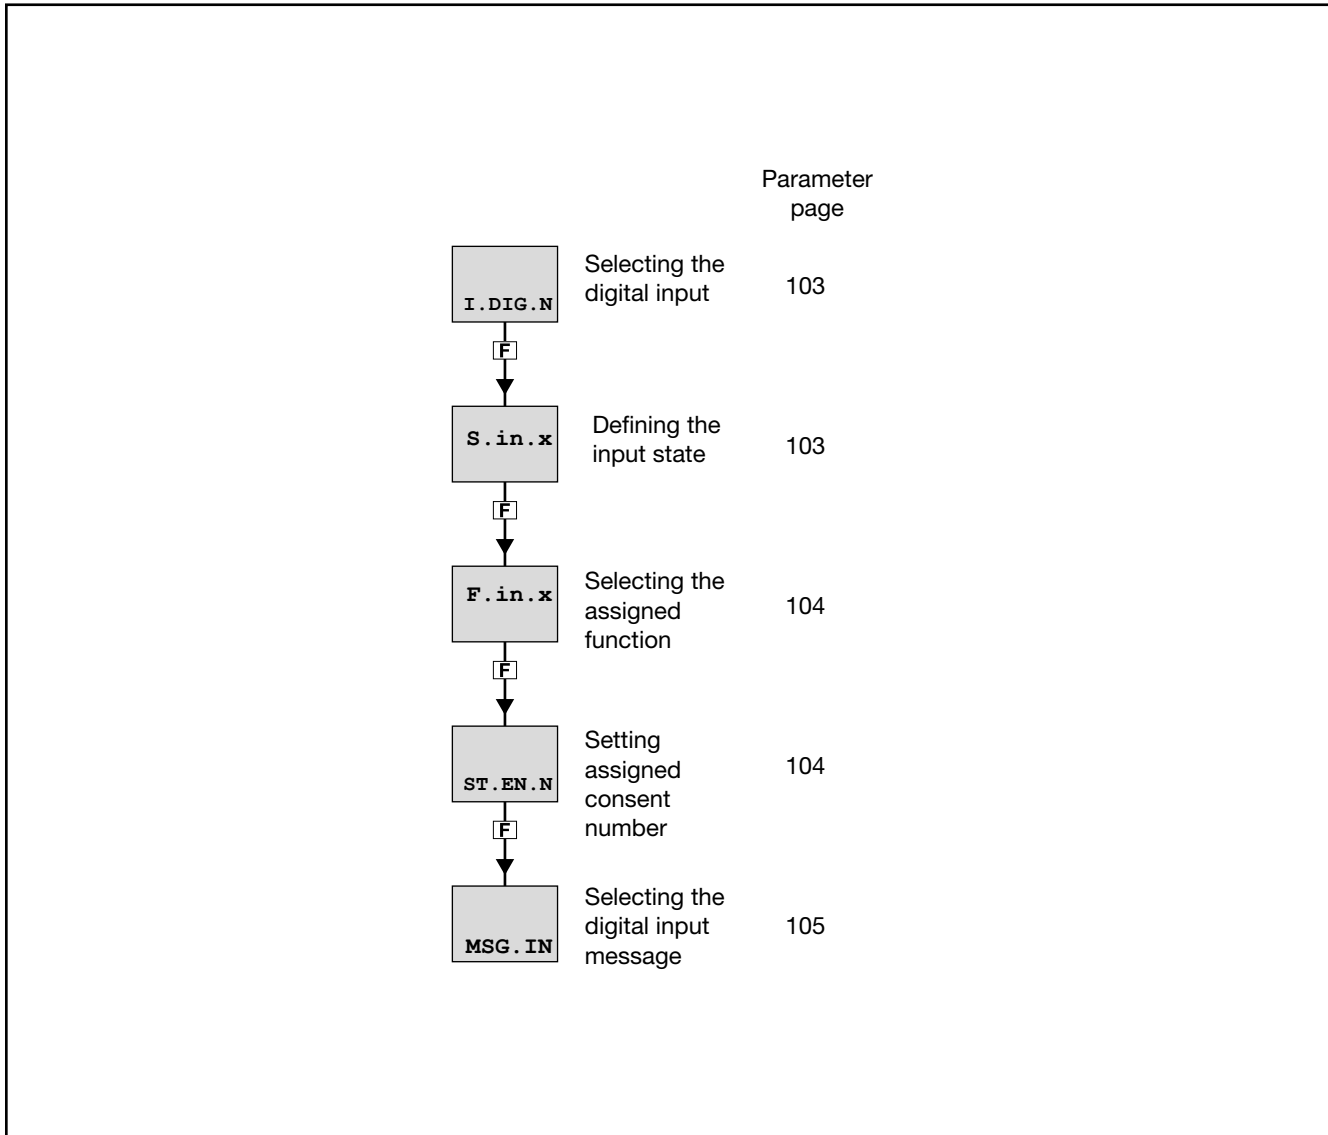 Parameter
page
I.DIG.N
Selecting the
digital input
103
F
S.in.x
Defining the
input state
103
F
F.in.x
Selecting the
assigned
function
104
F
ST.EN.N
Setting
assigned
consent
number
104
F
MSG.IN
Selecting the
digital input
message
105